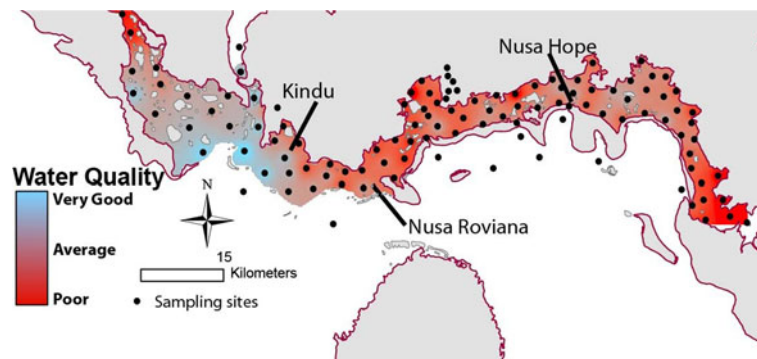 Nusa Hope
Kindu
Water Quality
Very Good
N
Average
15
Kilometers
Nusa Roviana
Poor
Sampling sites